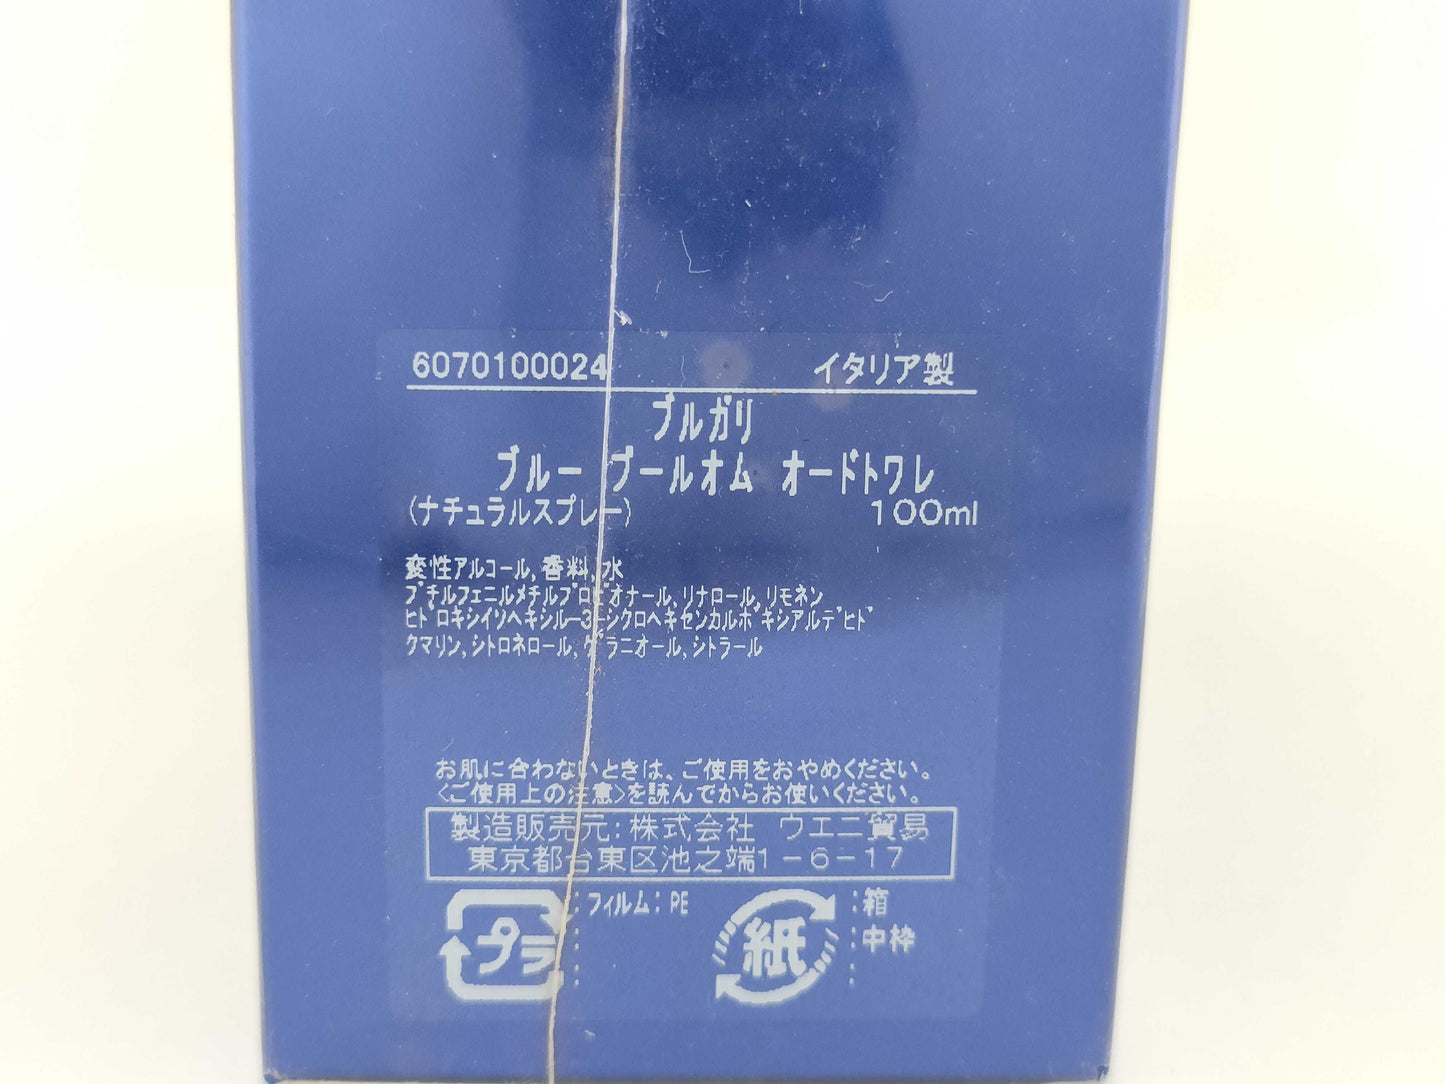 6070100024 イタリア製
ブルガリ
ブルー プールオム オードトワレ
(ナチュラルスプレー) 100ml
変性アルコール,香料,水
ブチルフェニルメチルプロピオナール,リナロール,リモネン
ヒドロキシイソヘキシル-3-シクロヘキセンカルボキシアルデヒド
クマリン,シトロネロール,ゲラニオール,シトラール
お肌に合わないときは、ご使用をおやめください。
〈ご使用上の注意〉を読んでからお使いください。
製造販売元:株式会社 ウエニ貿易
東京都台東区池之端1-6-17
プラ :フィルム:PE 紙 :箱
:中枠